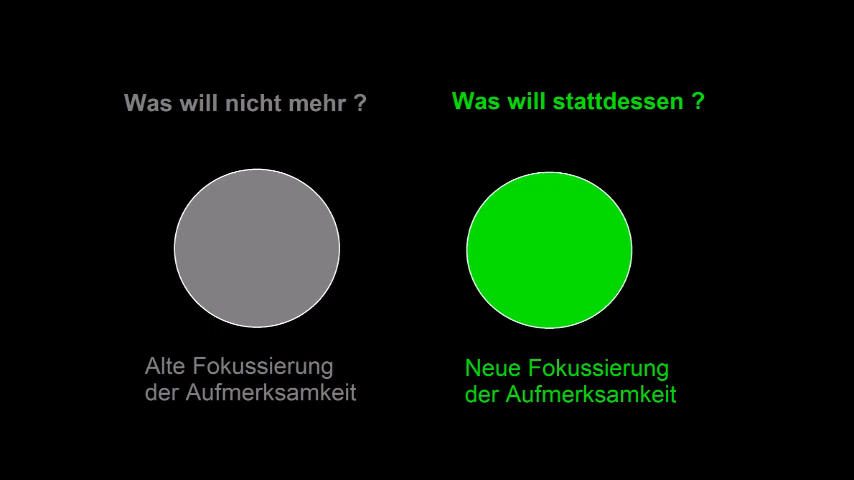 Was will nicht mehr ?
Was will stattdessen ?
Alte Fokussierung
der Aufmerksamkeit
Neue Fokussierung
der Aufmerksamkeit